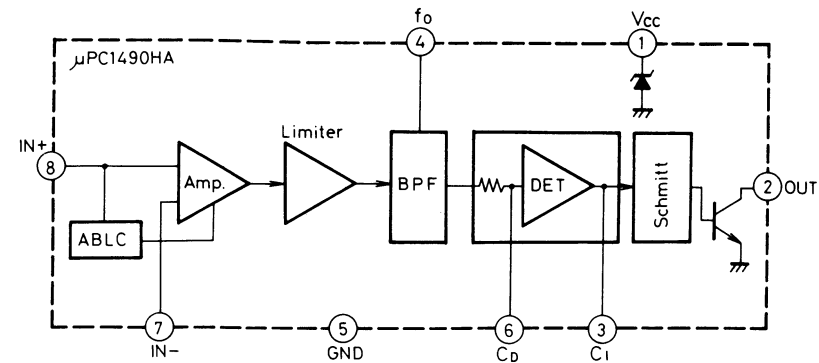 fo
4
Vcc
1
μPC1490HA
IN+
8
Limiter
Amp.
BPF
DET
Schmitt
2
OUT
ABLC
7
IN-
5
GND
6
CD
3
CI